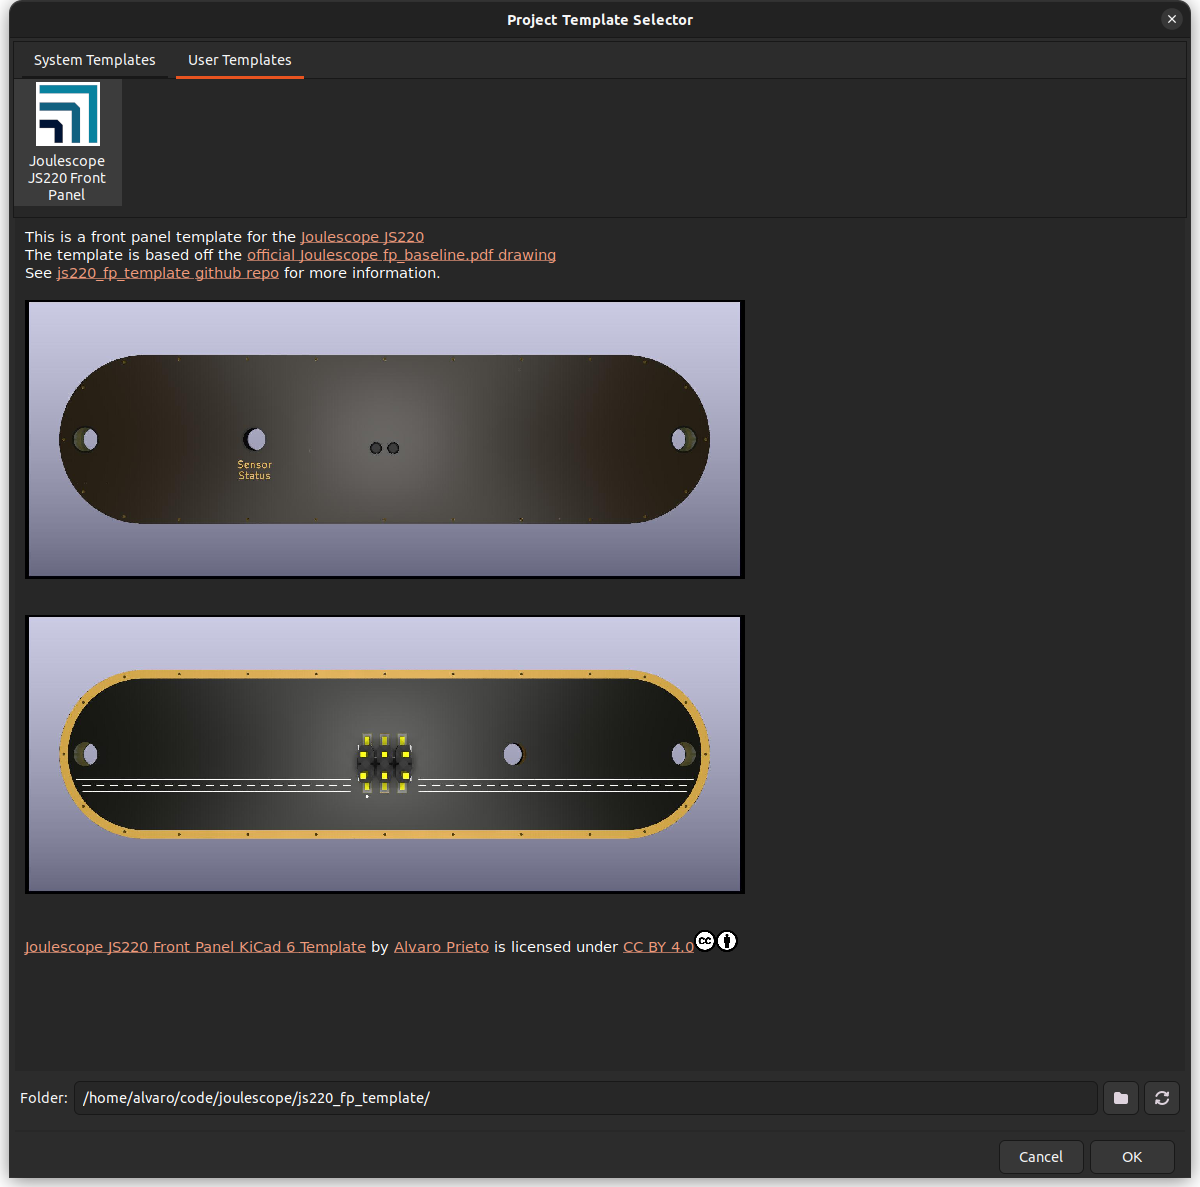 Project Template Selector
System Templates User Templates
Joulescope
JS220 Front
Panel
This is a front panel template for the Joulescope JS220
The template is based off the official Joulescope fp_baseline.pdf drawing
See js220_fp_template github repo for more information.
Sensor
Status
Joulescope JS220 Front Panel KiCad 6 Template by Alvaro Prieto is licensed under CC BY 4.0
Folder: /home/alvaro/code/joulescope/js220_fp_template/
Cancel OK